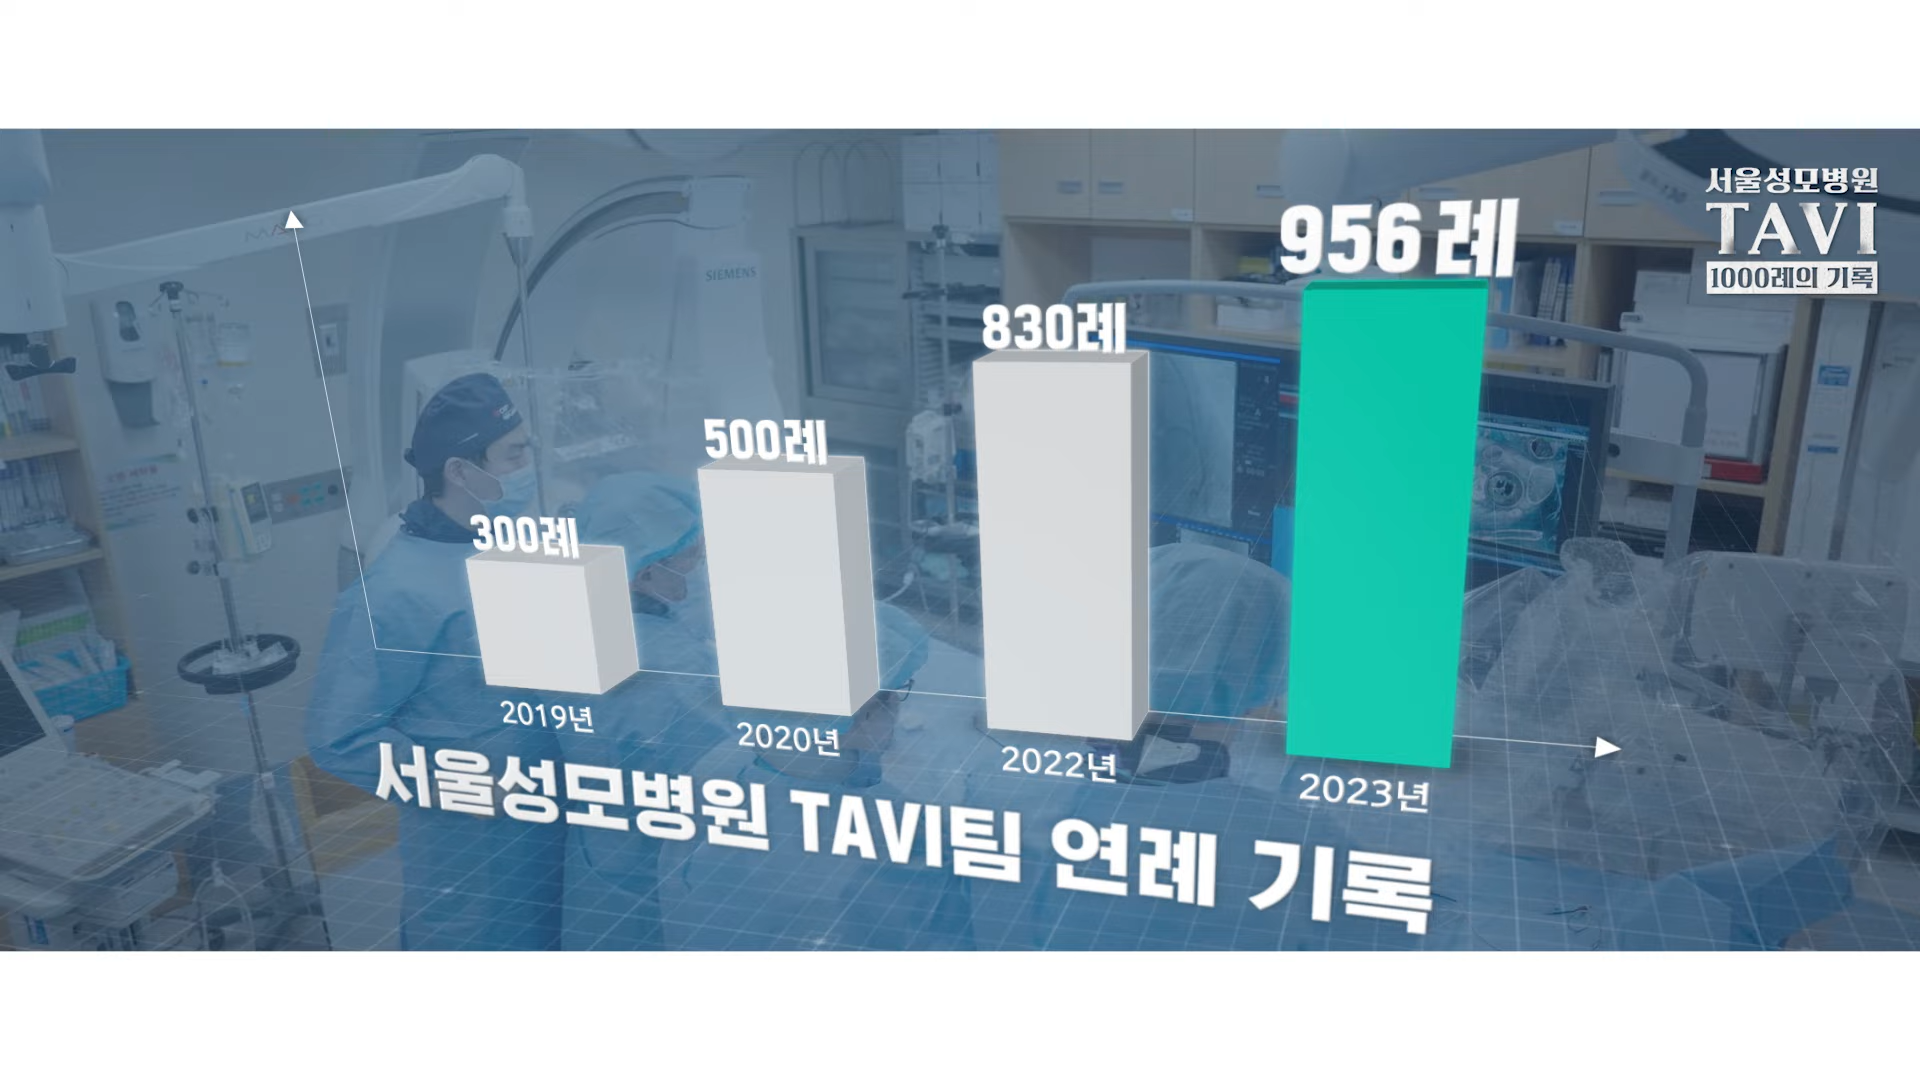 서울성모병원
TAVI
1000례의 기록
956례
830례
500례
300례
SIEMENS
2019년
2020년
2022년
2023년
서울성모병원 TAVI팀 연례 기록